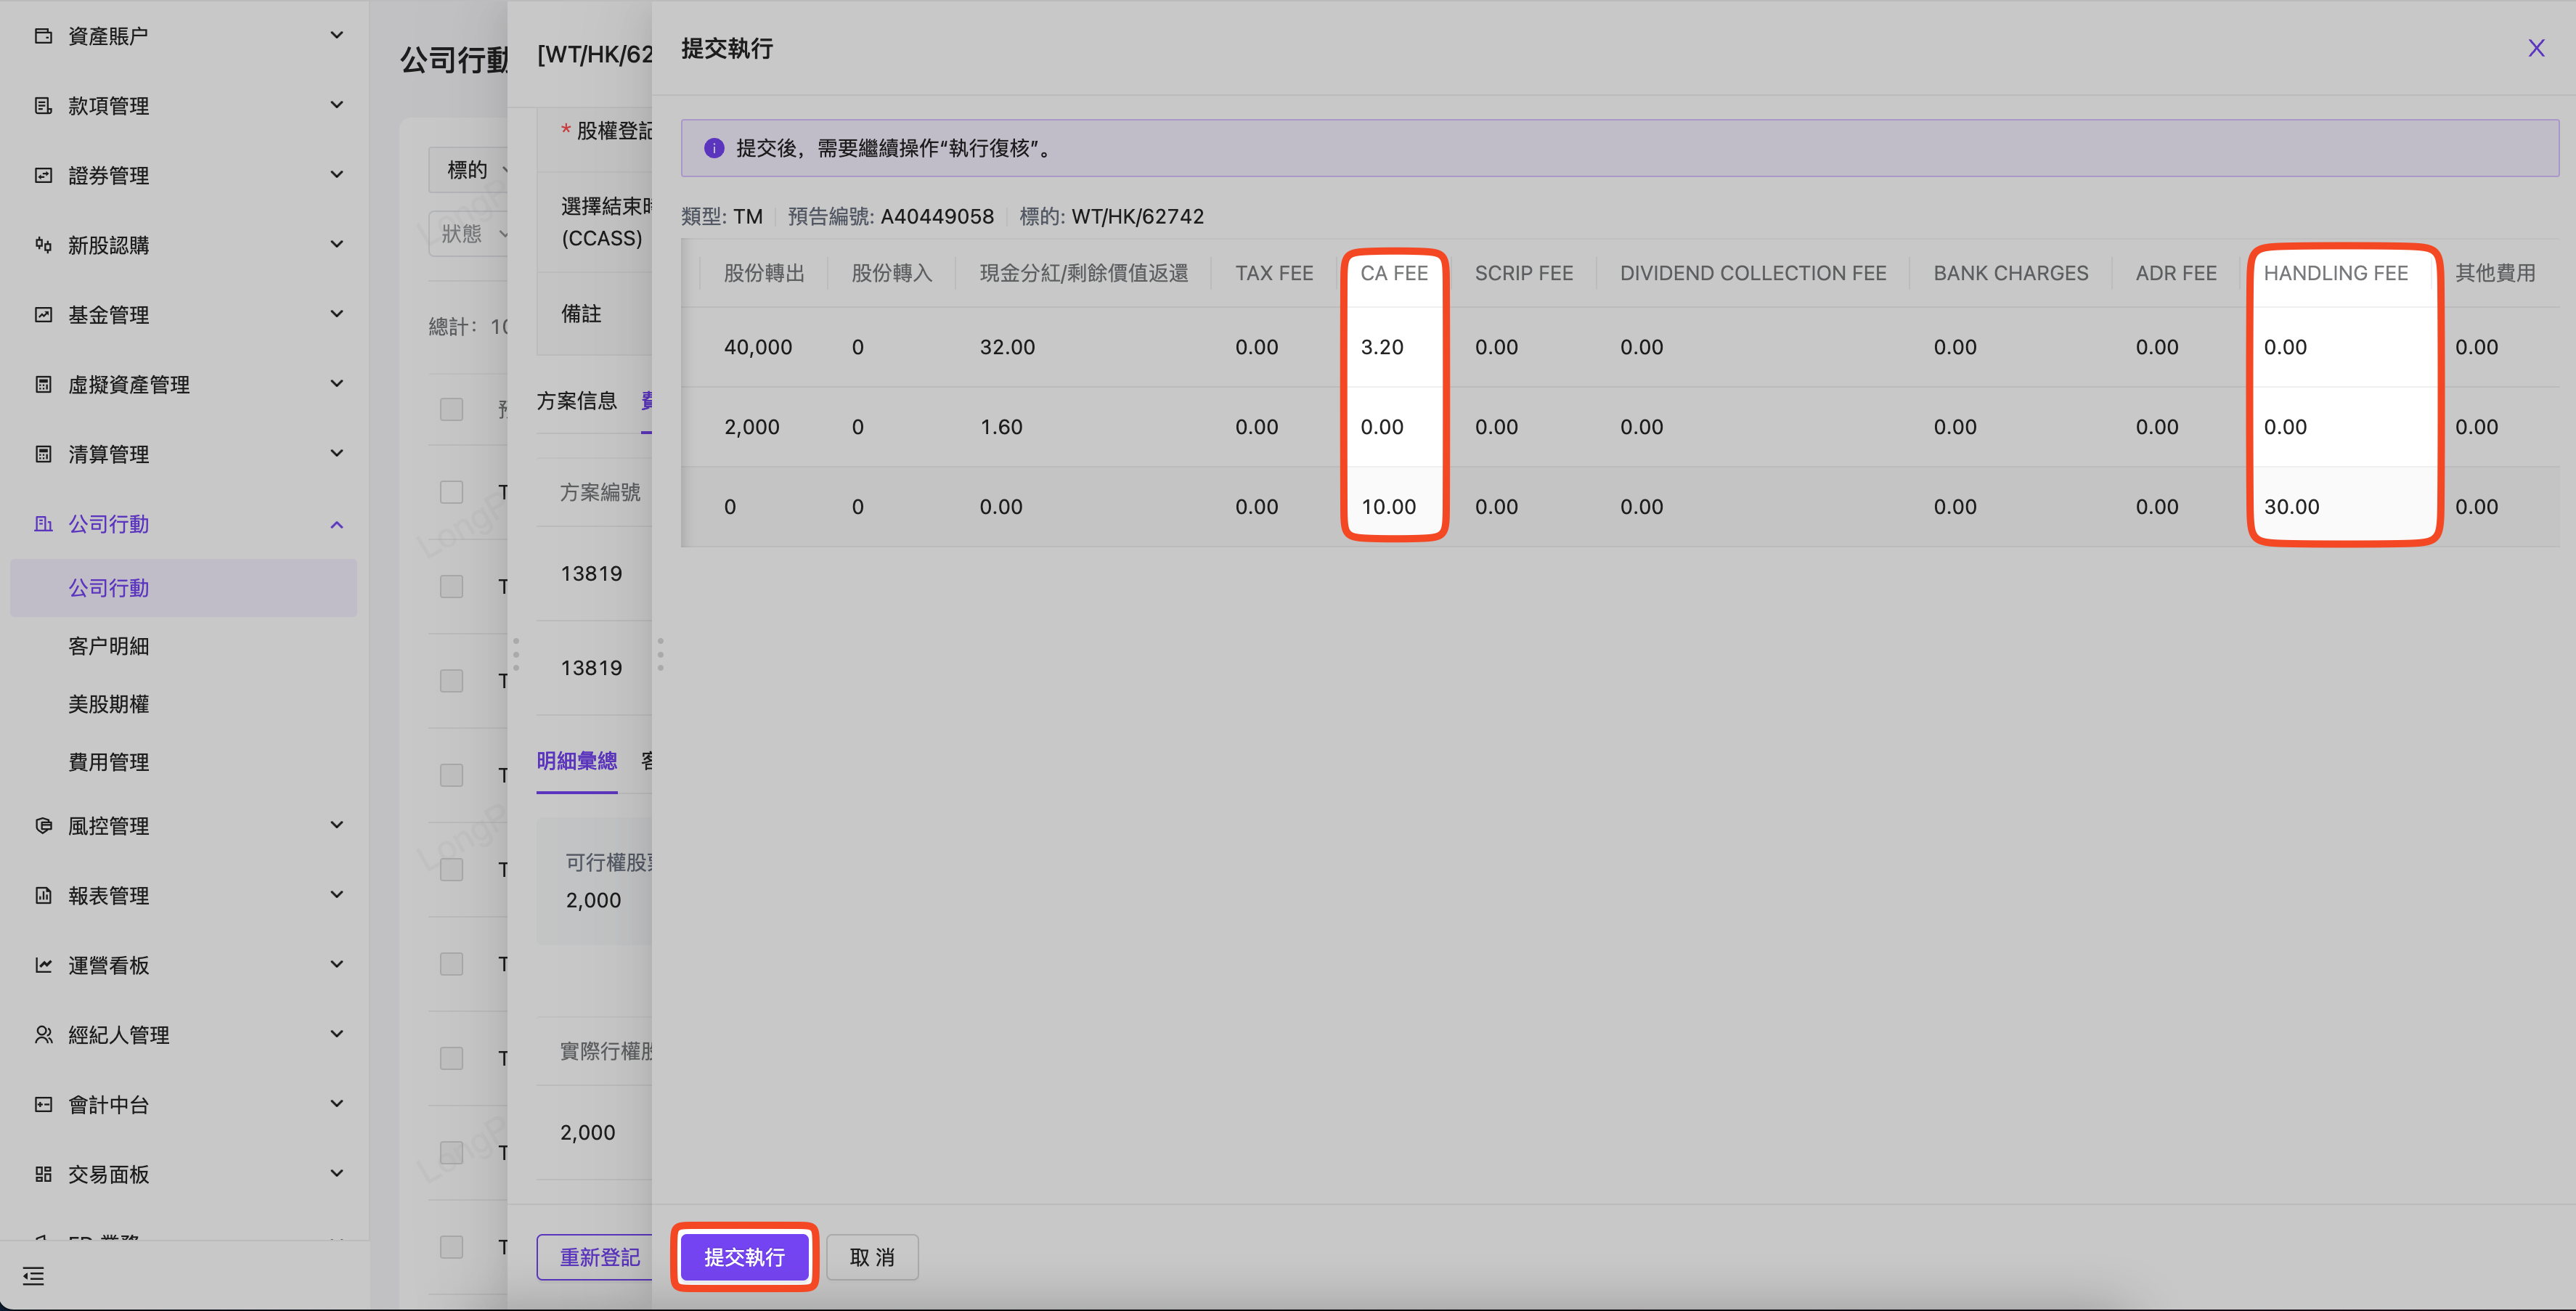 資產賬户
款項管理
證券管理
新股認購
基金管理
虛擬資產管理
清算管理
公司行動
公司行動
客户明細
美股期權
費用管理
風控管理
報表管理
運營看板
經紀人管理
會計中台
交易面板
公司行動
標的
狀態
總計：
[WT/HK/62
* 股權登記
選擇結束時
(CCASS)
備註
方案信息
方案編號
13819
13819
明細彙總 客
可行權股票
2,000
實際行權股
2,000
重新登記
提交執行
提交後，需要繼續操作“執行復核”。
類型: TM 預告編號: A40449058 標的: WT/HK/62742
股份轉出 股份轉入 現金分紅/剩餘價值返還 TAX FEE CA FEE SCRIP FEE DIVIDEND COLLECTION FEE BANK CHARGES ADR FEE HANDLING FEE 其他費用
40,000 0 32.00 0.00 3.20 0.00 0.00 0.00 0.00 0.00 0.00
2,000 0 1.60 0.00 0.00 0.00 0.00 0.00 0.00 0.00 0.00
0 0 0.00 0.00 10.00 0.00 0.00 0.00 0.00 30.00 0.00
提交執行 取 消